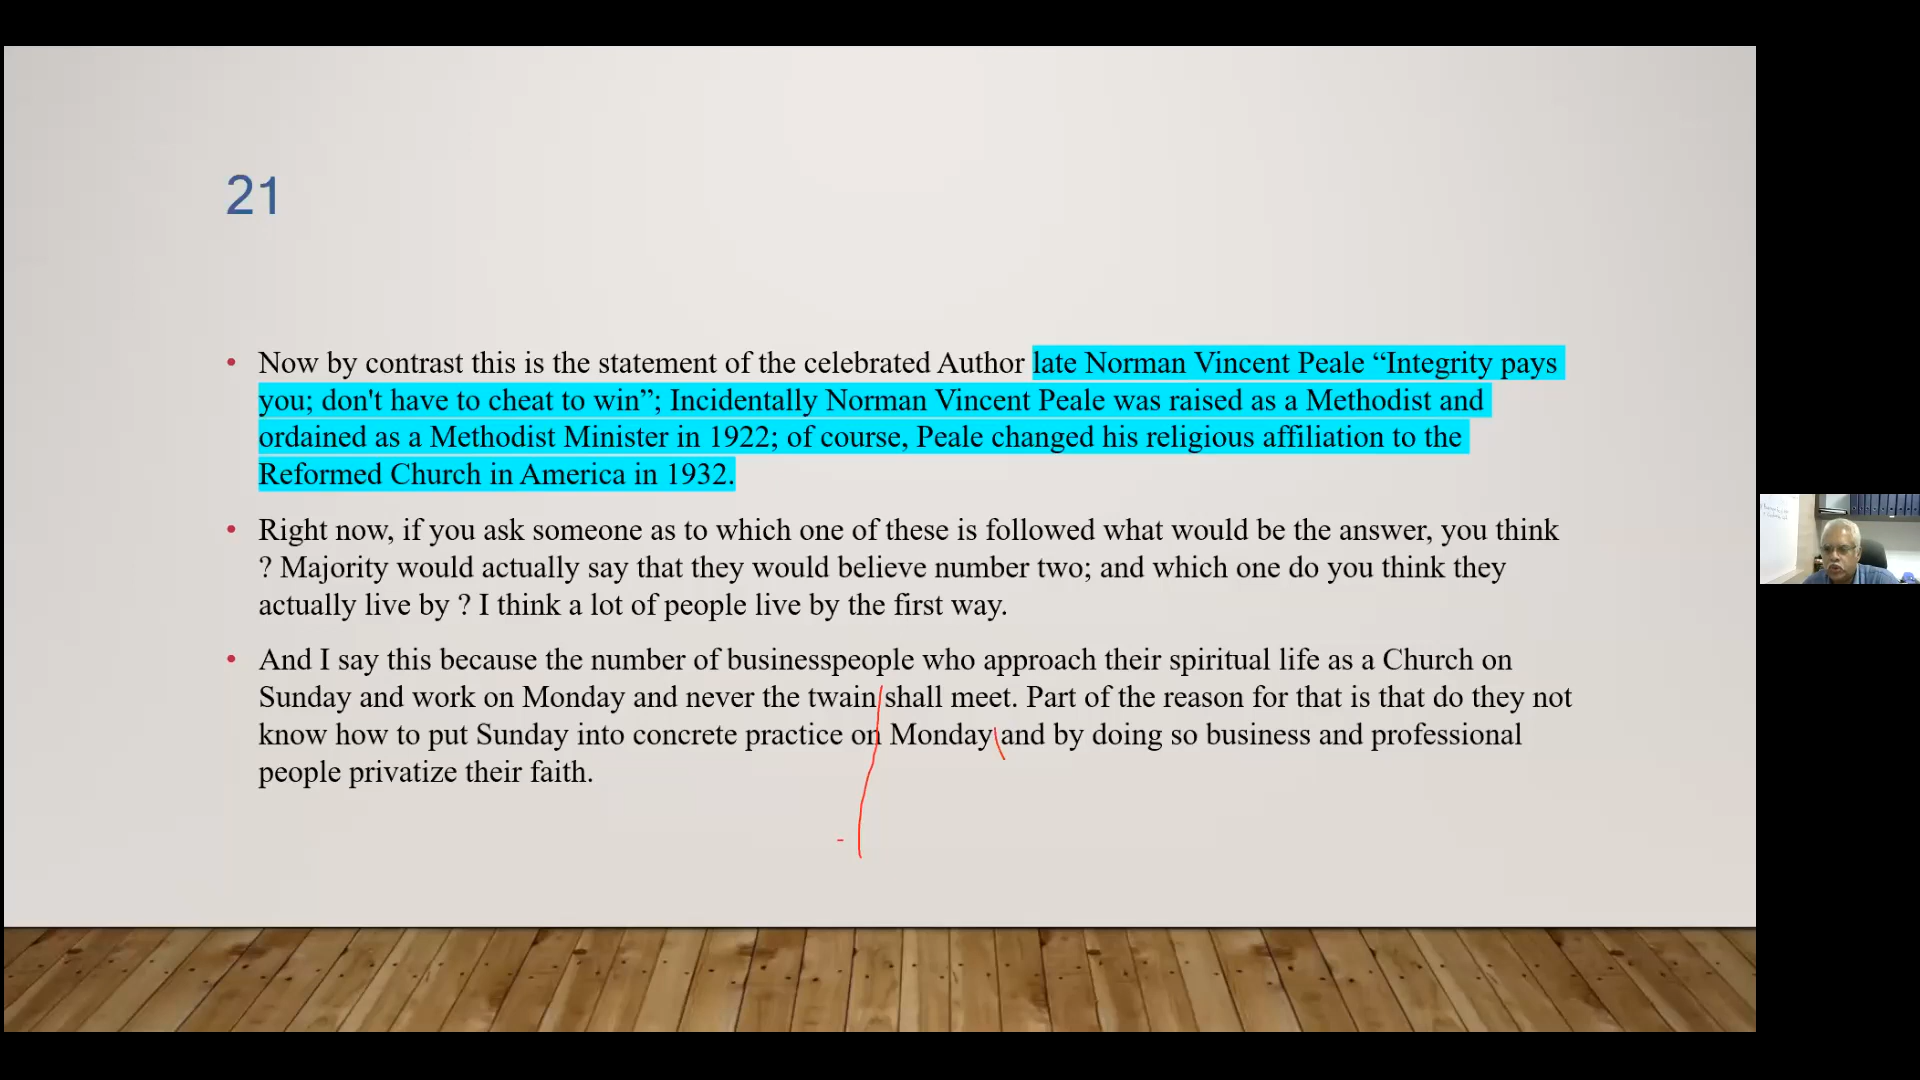 21
• Now by contrast this is the statement of the celebrated Author late Norman Vincent Peale “Integrity pays
you; don't have to cheat to win”; Incidentally Norman Vincent Peale was raised as a Methodist and
ordained as a Methodist Minister in 1922; of course, Peale changed his religious affiliation to the
Reformed Church in America in 1932.
• Right now, if you ask someone as to which one of these is followed what would be the answer, you think
? Majority would actually say that they would believe number two; and which one do you think they
actually live by ? I think a lot of people live by the first way.
• And I say this because the number of businesspeople who approach their spiritual life as a Church on
Sunday and work on Monday and never the twain shall meet. Part of the reason for that is that do they not
know how to put Sunday into concrete practice on Monday and by doing so business and professional
people privatize their faith.